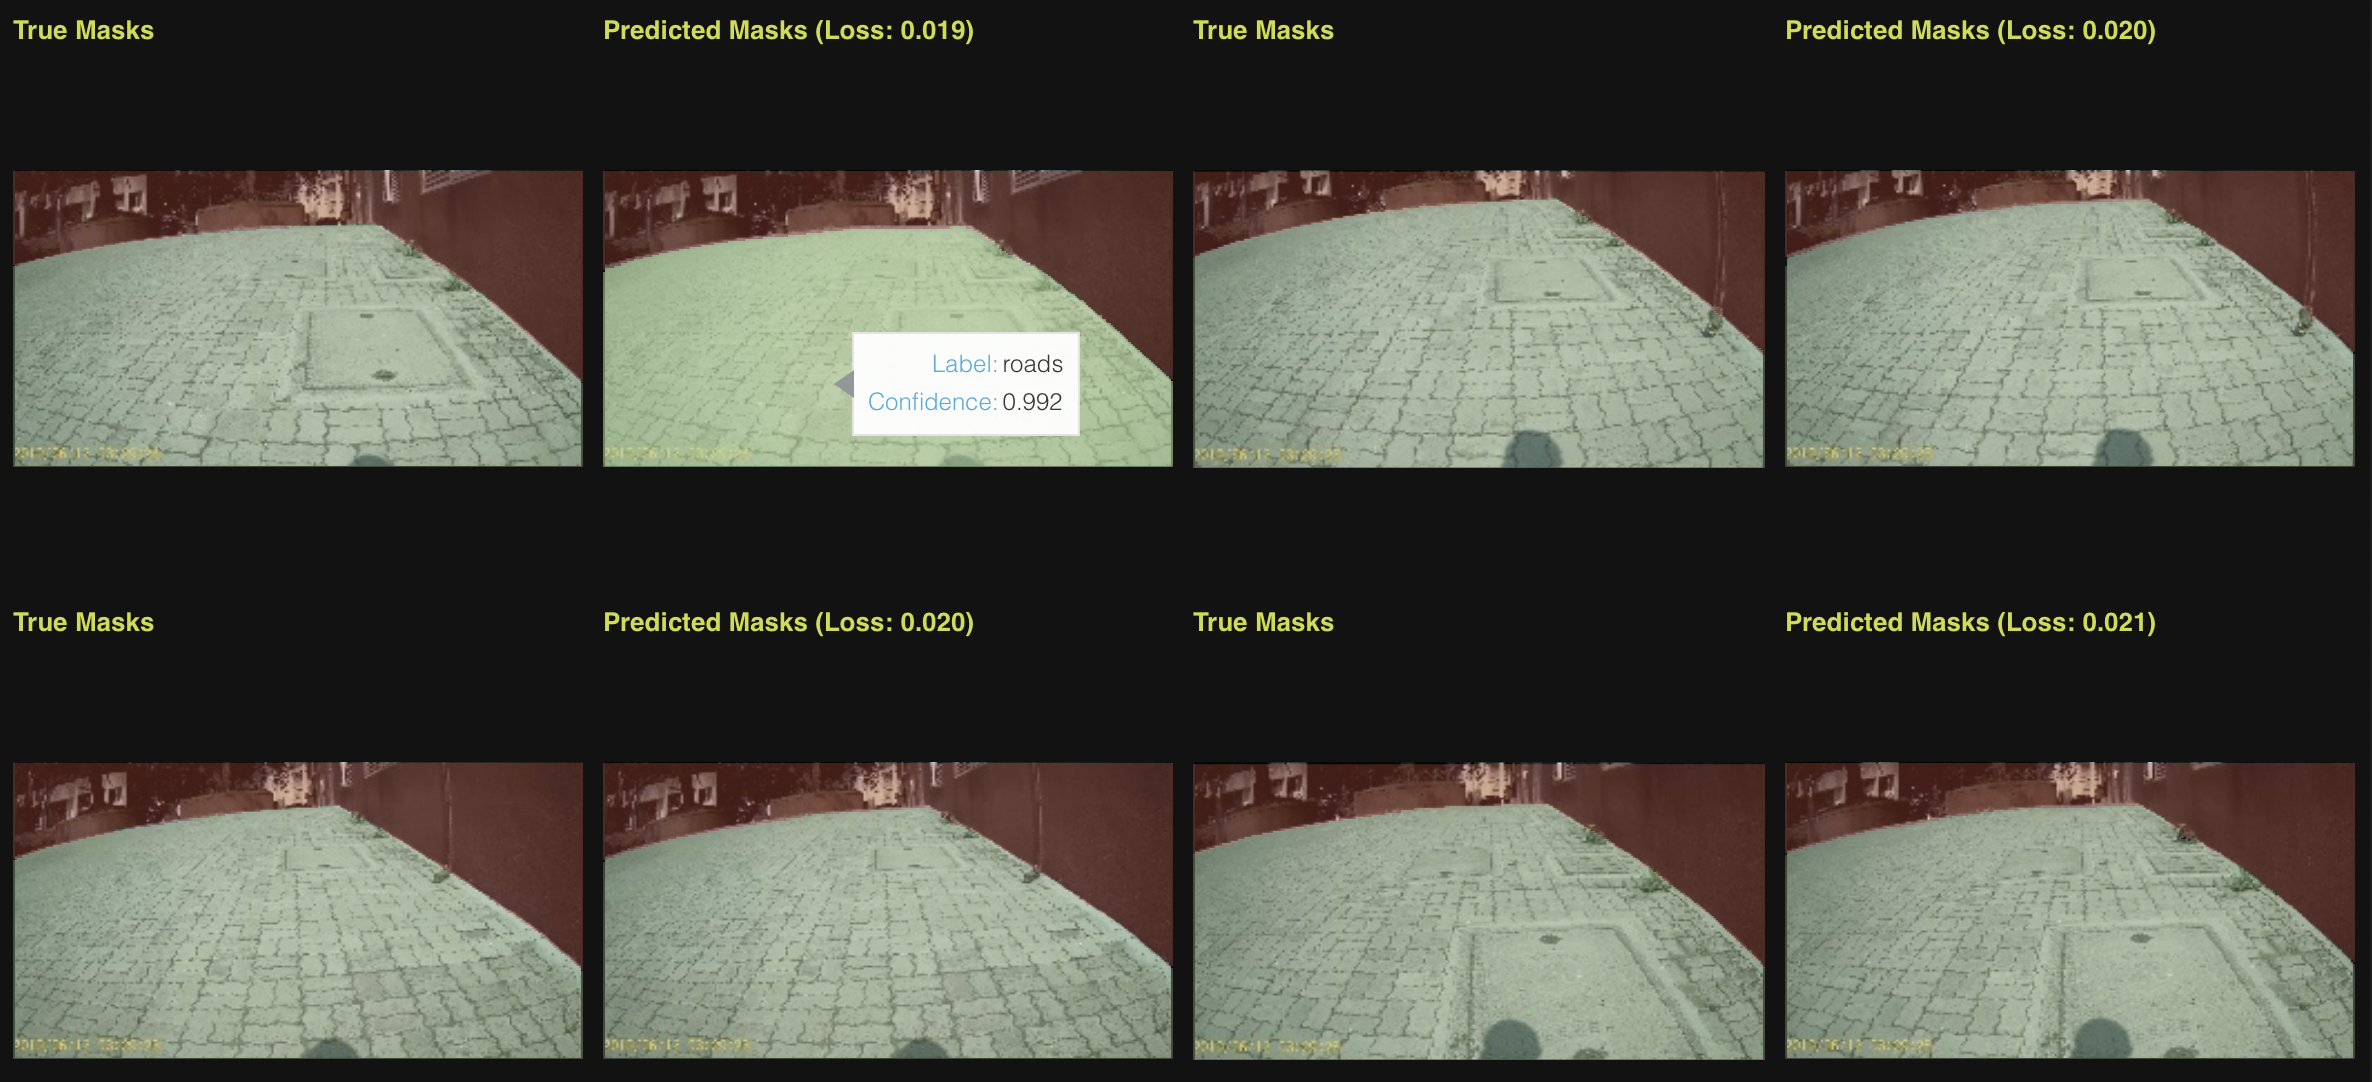 True Masks
Predicted Masks (Loss: 0.019)
True Masks
Predicted Masks (Loss: 0.020)
Label: roads
Confidence: 0.992
True Masks
Predicted Masks (Loss: 0.020)
True Masks
Predicted Masks (Loss: 0.021)